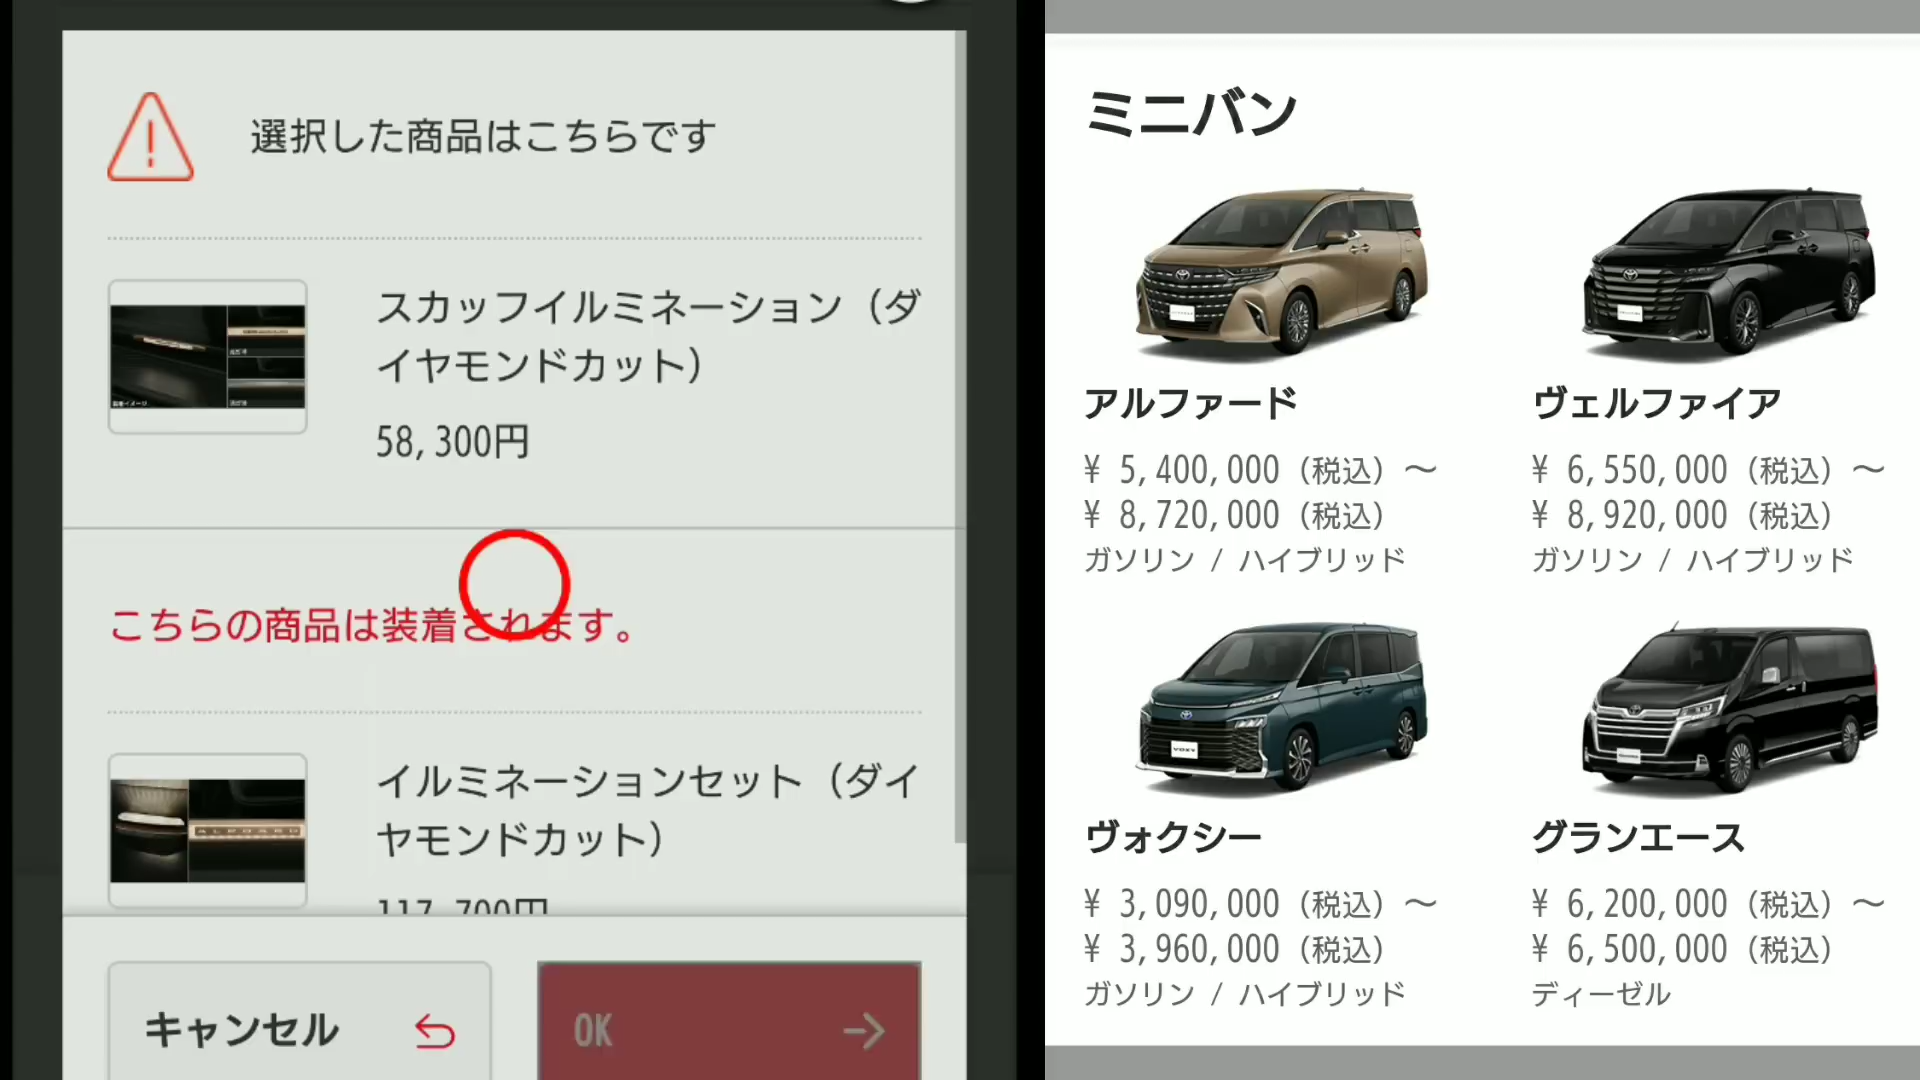 選択した商品はこちらです
スカッフイルミネーション（ダ
イヤモンドカット）
58,300円
こちらの商品は装着されます。
イルミネーションセット（ダイ
ヤモンドカット）
117,700円
キャンセル
OK
ミニバン
アルファード
¥ 5,400,000（税込）～
¥ 8,720,000（税込）
ガソリン / ハイブリッド
ヴェルファイア
¥ 6,550,000（税込）～
¥ 8,920,000（税込）
ガソリン / ハイブリッド
ヴォクシー
¥ 3,090,000（税込）～
¥ 3,960,000（税込）
ガソリン / ハイブリッド
グランエース
¥ 6,200,000（税込）～
¥ 6,500,000（税込）
ディーゼル